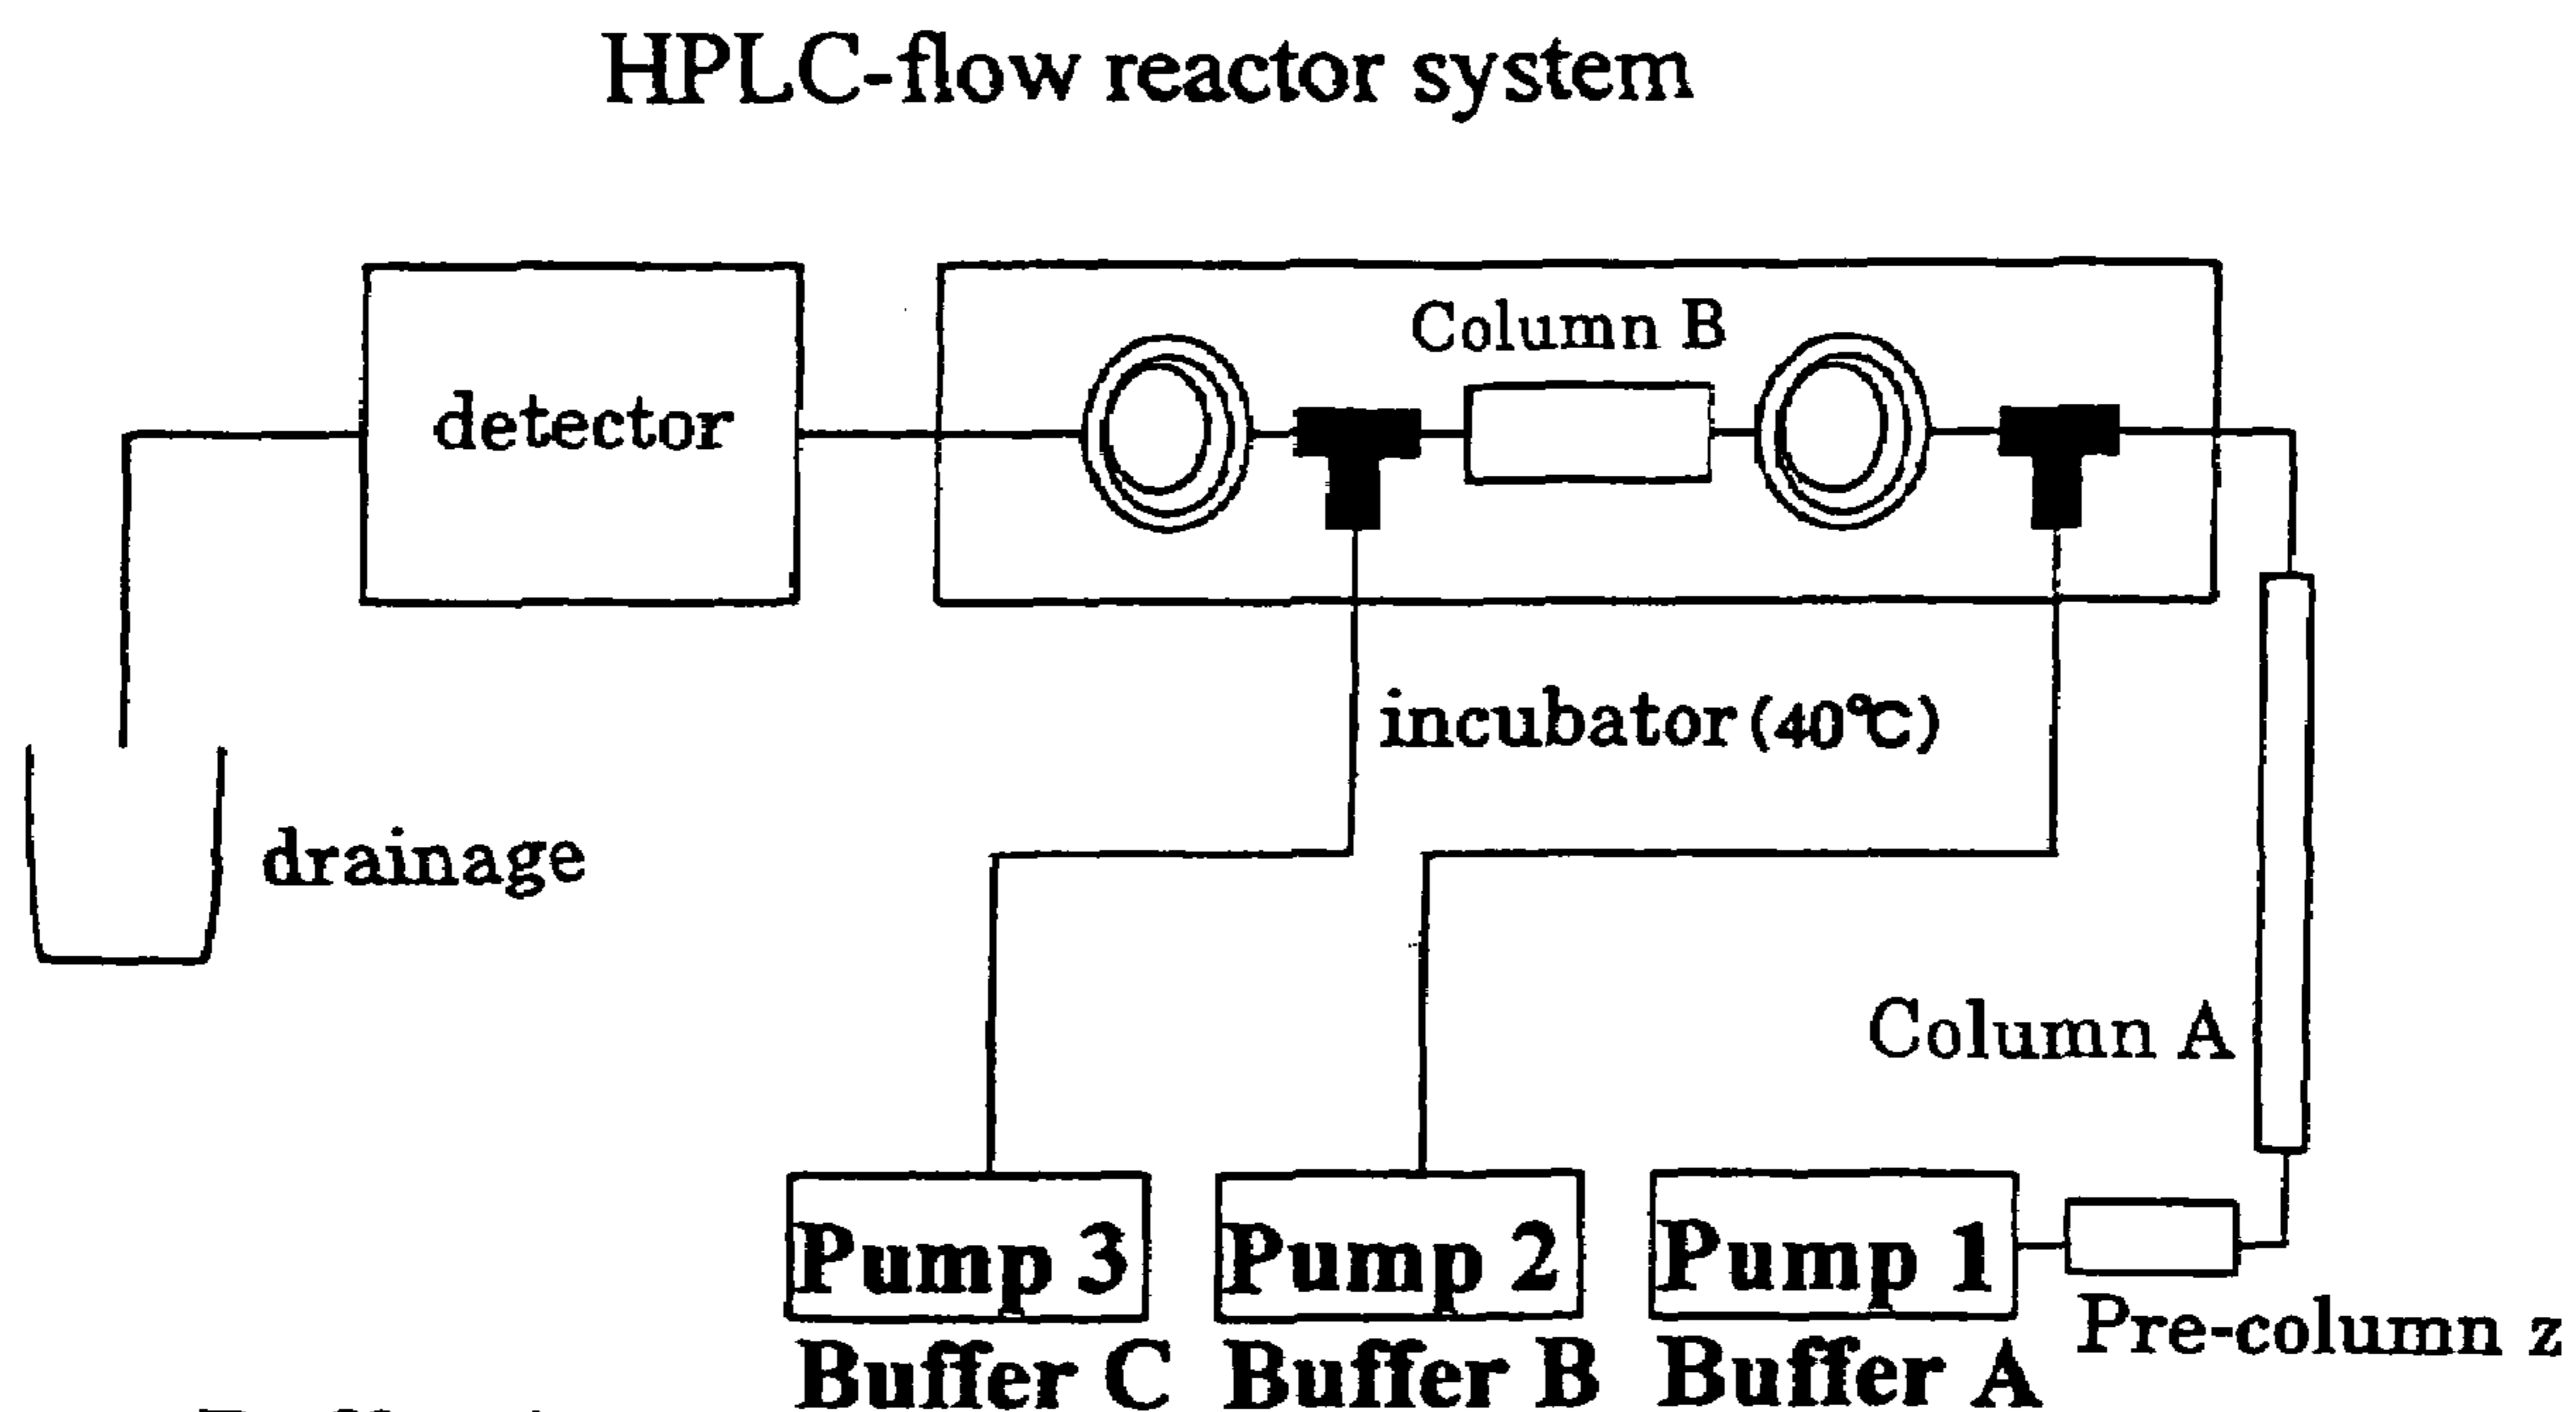 HPLC-flow reactor system
Column B
detector
incubator (40℃)
drainage
Column A
Pump 3
Pump 2
Pump 1
Pre-column z
Buffer C
Buffer B
Buffer A